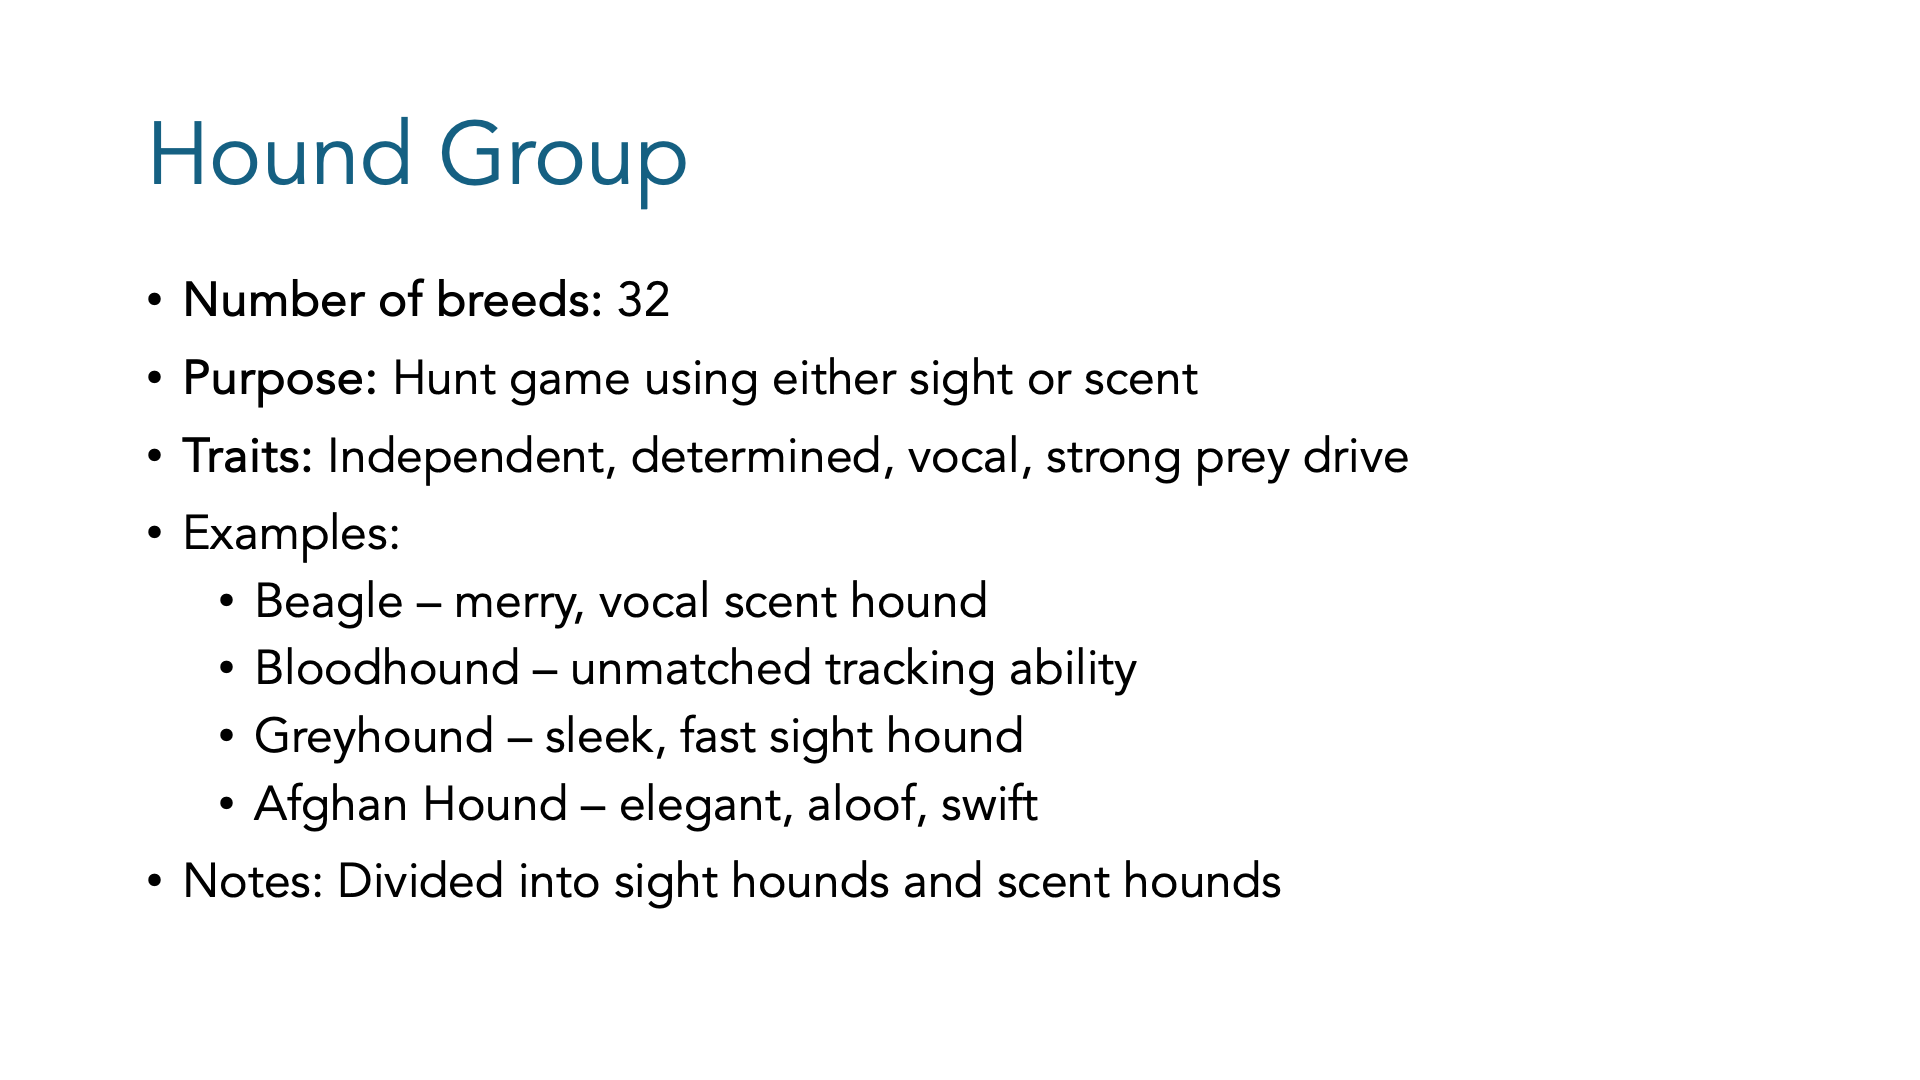 Hound Group
• Number of breeds: 32
• Purpose: Hunt game using either sight or scent
• Traits: Independent, determined, vocal, strong prey drive
• Examples:
• Beagle – merry, vocal scent hound
• Bloodhound – unmatched tracking ability
• Greyhound – sleek, fast sight hound
• Afghan Hound – elegant, aloof, swift
• Notes: Divided into sight hounds and scent hounds